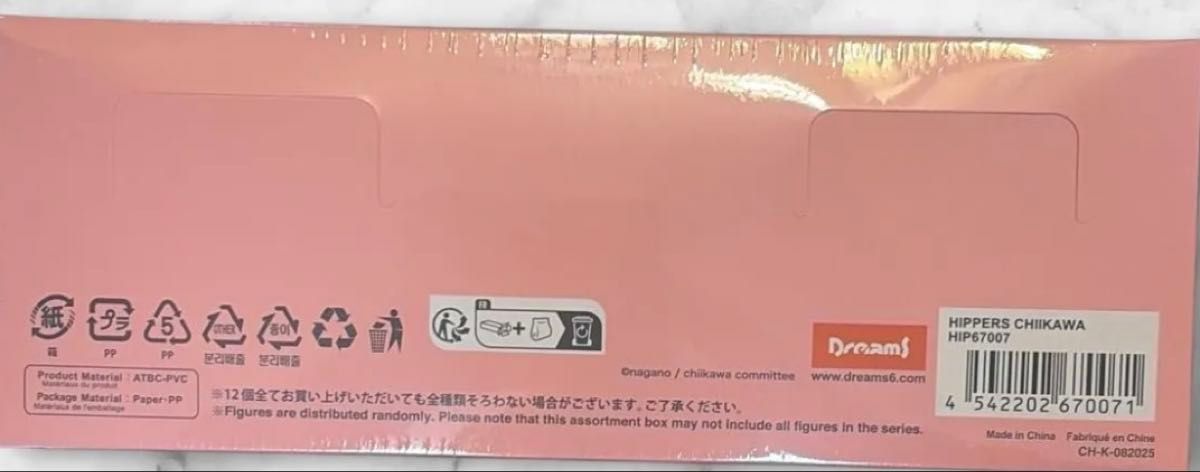 紙
箱
プラ
PP
5
PP
OTHER
분리배출
종이
분리배출
FR
+
Product Material : ATBC-PVC
Matériaux du produit
Package Material : Paper·PP
Matériaux de l'emballage
※12個全てお買い上げいただいても全種類そろわない場合がございます。ご了承ください。
※Figures are distributed randomly. Please note that this assortment box may not include all figures in the series.
©nagano / chiikawa committee
DreamS
www.dreams6.com
HIPPERS CHIIKAWA
HIP67007
4 542202 670071
Made in China Fabriqué en Chine
CH-K-082025